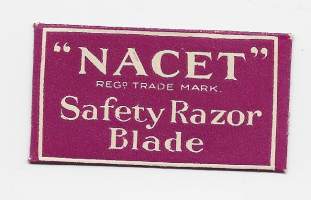 "NACET"
REGD TRADE MARK.
Safety Razor
Blade